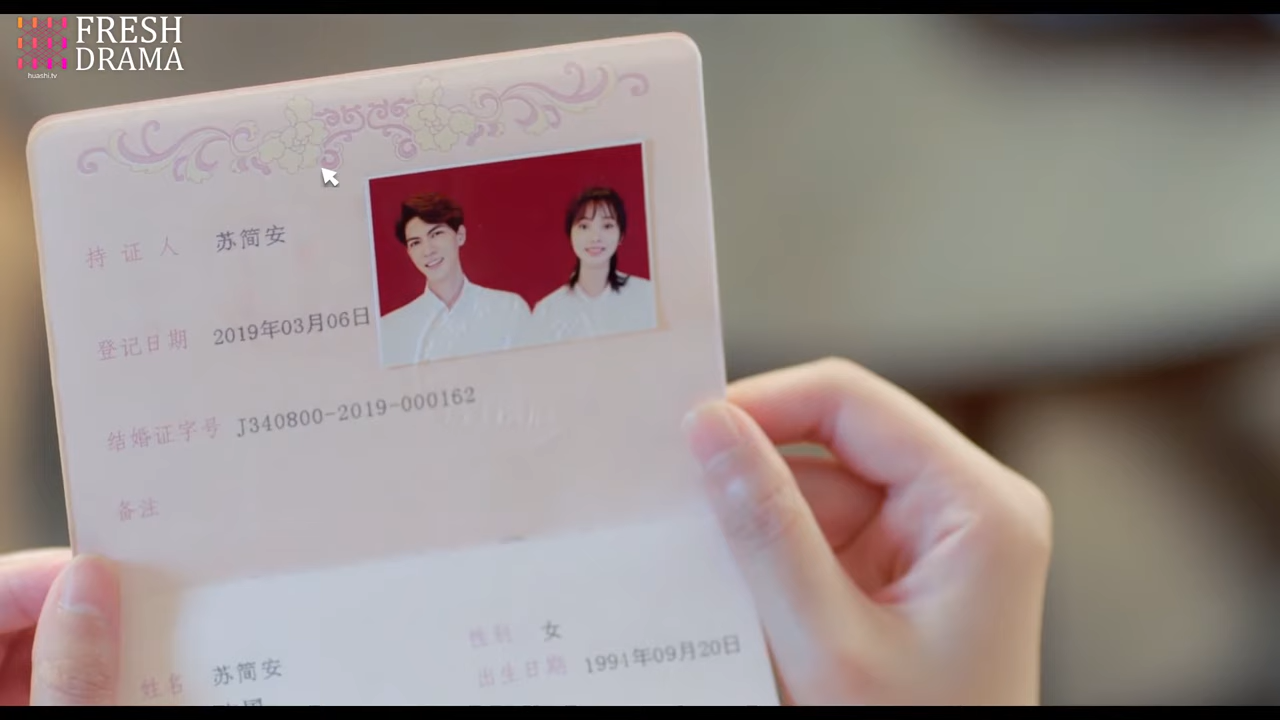 FRESH
DRAMA
huashi.tv
持证人 苏简安
登记日期 2019年03月06日
结婚证字号 J340800-2019-000162
备注
性别 女
姓名 苏简安 出生日期 1991年09月20日